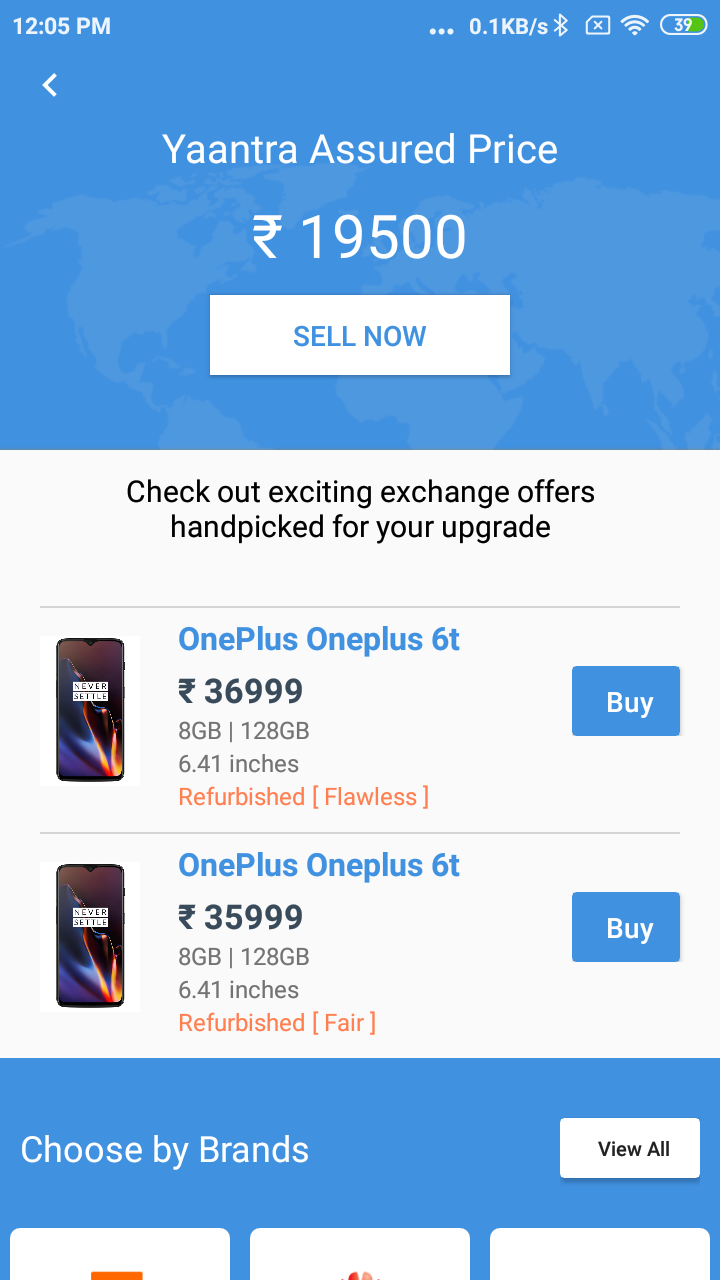 12:05 PM
... 0.1KB/s
39
Yaantra Assured Price
₹ 19500
SELL NOW
Check out exciting exchange offers
handpicked for your upgrade
OnePlus Oneplus 6t
₹ 36999
8GB | 128GB
6.41 inches
Refurbished [ Flawless ]
Buy
NEVER
SETTLE
OnePlus Oneplus 6t
₹ 35999
8GB | 128GB
6.41 inches
Refurbished [ Fair ]
Buy
NEVER
SETTLE
Choose by Brands
View All